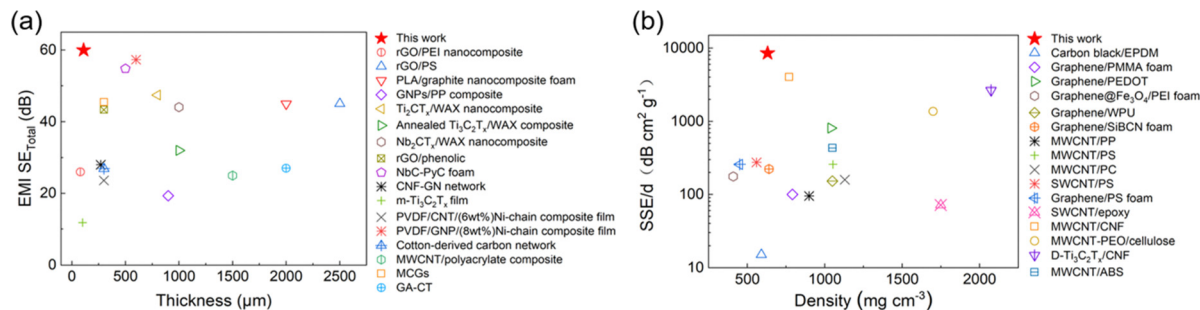 (a)
EMI SE_Total (dB)
60
40
20
0
0
500
1000
1500
2000
2500
Thickness (µm)
This work
rGO/PEI nanocomposite
rGO/PS
PLA/graphite nanocomposite foam
GNPs/PP composite
Ti₂CTₓ/WAX nanocomposite
Annealed Ti₃C₂Tₓ/WAX composite
Nb₂CTₓ/WAX nanocomposite
rGO/phenolic
NbC-PyC foam
CNF-GN network
m-Ti₃C₂Tₓ film
PVDF/CNT/(6wt%)Ni-chain composite film
PVDF/GNP/(8wt%)Ni-chain composite film
Cotton-derived carbon network
MWCNT/polyacrylate composite
MCGs
GA-CT
(b)
SSE/d (dB cm² g⁻¹)
10000
1000
100
10
500
1000
1500
2000
Density (mg cm⁻³)
This work
Carbon black/EPDM
Graphene/PMMA foam
Graphene/PEDOT
Graphene@Fe₃O₄/PEI foam
Graphene/WPU
Graphene/SiBCN foam
MWCNT/PP
MWCNT/PS
MWCNT/PC
SWCNT/PS
Graphene/PS foam
SWCNT/epoxy
MWCNT/CNF
MWCNT-PEO/cellulose
D-Ti₃C₂Tₓ/CNF
MWCNT/ABS